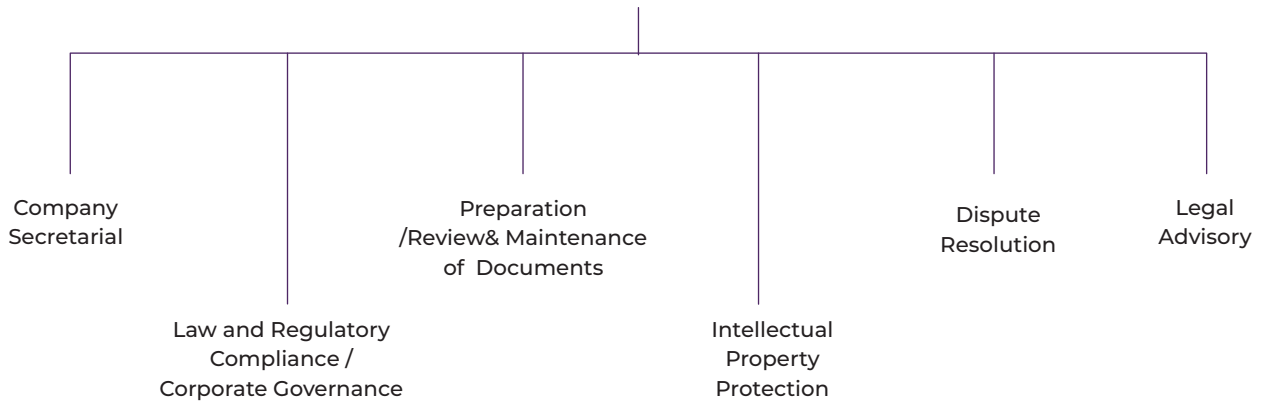 Company
Secretarial
Law and Regulatory
Compliance /
Corporate Governance
Preparation
/Review& Maintenance
of Documents
Intellectual
Property
Protection
Dispute
Resolution
Legal
Advisory